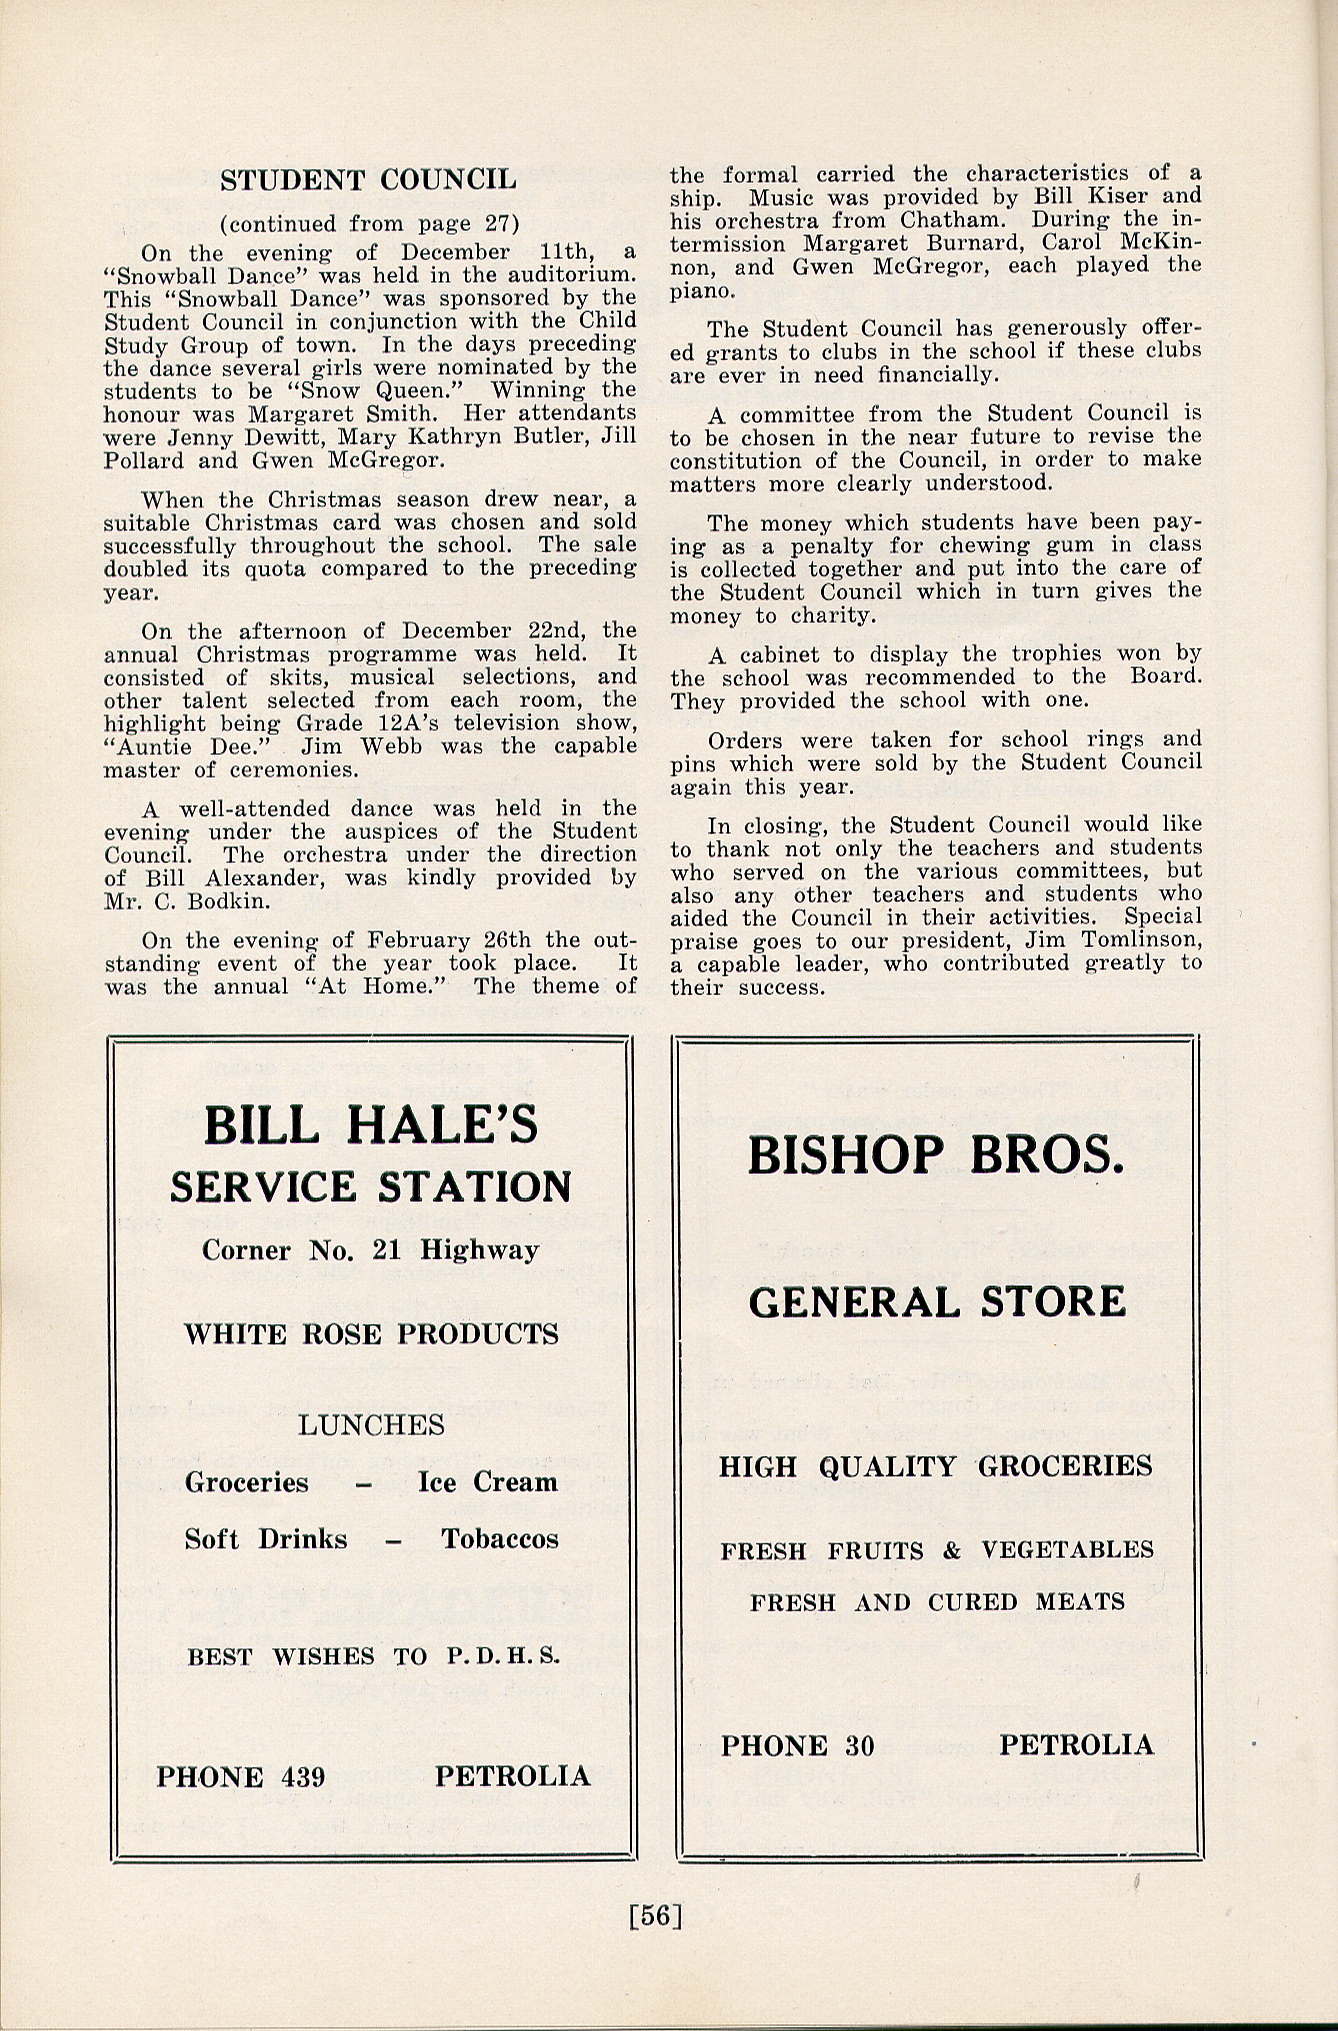 STUDENT COUNCIL
(continued from page 27)
On the evening of December 11th, a
“Snowball Dance” was held in the auditorium.
This “Snowball Dance” was sponsored by the
Student Council in conjunction with the Child
Study Group of town. In the days preceding
the dance several girls were nominated by the
students to be “Snow Queen.” Winning the
honour was Margaret Smith. Her attendants
were Jenny Dewitt, Mary Kathryn Butler, Jill
Pollard and Gwen McGregor.
When the Christmas season drew near, a
suitable Christmas card was chosen and sold
successfully throughout the school. The sale
doubled its quota compared to the preceding
year.
On the afternoon of December 22nd, the
annual Christmas programme was held. It
consisted of skits, musical selections, and
other talent selected from each room, the
highlight being Grade 12A’s television show,
“Auntie Dee.” Jim Webb was the capable
master of ceremonies.
A well-attended dance was held in the
evening under the auspices of the Student
Council. The orchestra under the direction
of Bill Alexander, was kindly provided by
Mr. C. Bodkin.
On the evening of February 26th the out-
standing event of the year took place. It
was the annual “At Home.” The theme of
the formal carried the characteristics of a
ship. Music was provided by Bill Kiser and
his orchestra from Chatham. During the in-
termission Margaret Burnard, Carol McKin-
non, and Gwen McGregor, each played the
piano.
The Student Council has generously offer-
ed grants to clubs in the school if these clubs
are ever in need financially.
A committee from the Student Council is
to be chosen in the near future to revise the
constitution of the Council, in order to make
matters more clearly understood.
The money which students have been pay-
ing as a penalty for chewing gum in class
is collected together and put into the care of
the Student Council which in turn gives the
money to charity.
A cabinet to display the trophies won by
the school was recommended to the Board.
They provided the school with one.
Orders were taken for school rings and
pins which were sold by the Student Council
again this year.
In closing, the Student Council would like
to thank not only the teachers and students
who served on the various committees, but
also any other teachers and students who
aided the Council in their activities. Special
praise goes to our president, Jim Tomlinson,
a capable leader, who contributed greatly to
their success.
BILL HALE’S
SERVICE STATION
Corner No. 21 Highway
WHITE ROSE PRODUCTS
LUNCHES
Groceries – Ice Cream
Soft Drinks – Tobaccos
BEST WISHES TO P. D. H. S.
PHONE 439 PETROLIA
BISHOP BROS.
GENERAL STORE
HIGH QUALITY GROCERIES
FRESH FRUITS & VEGETABLES
FRESH AND CURED MEATS
PHONE 30 PETROLIA
[56]